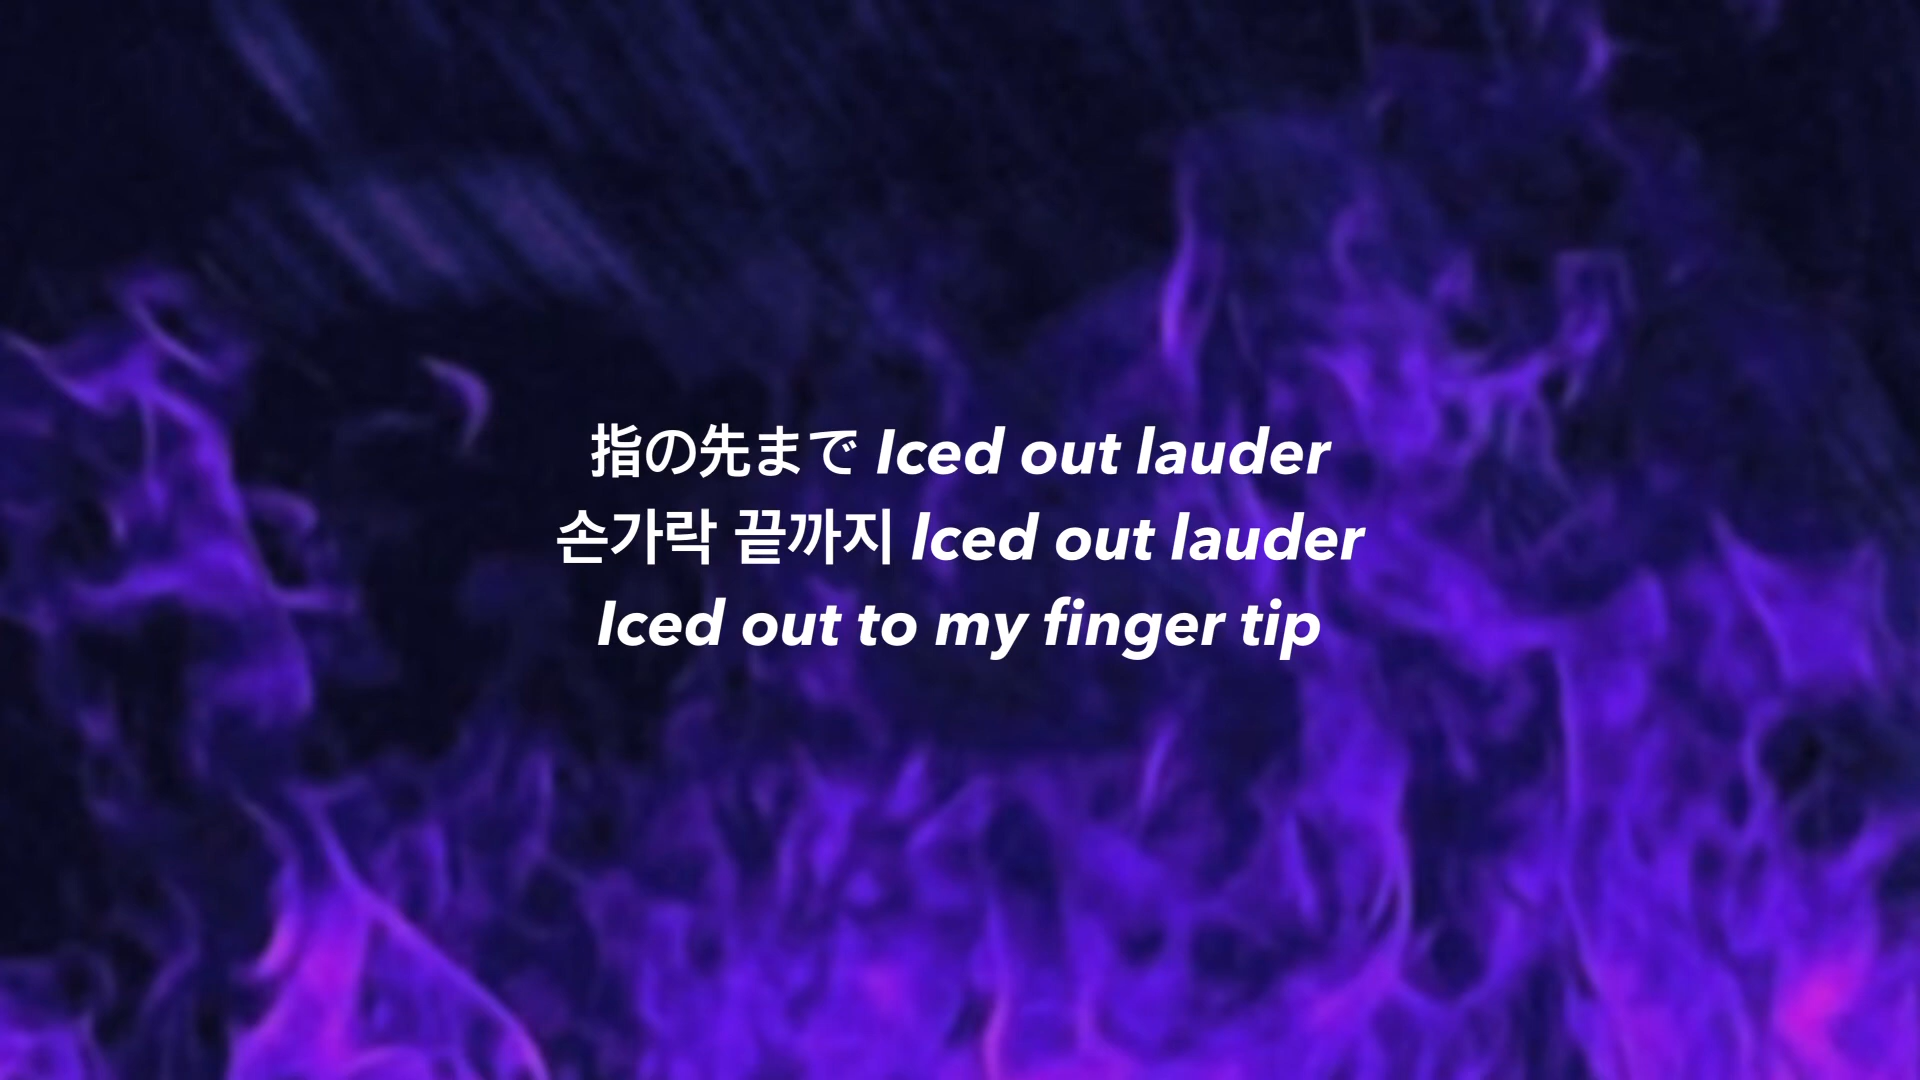 指の先まで Iced out lauder
손가락 끝까지 Iced out lauder
Iced out to my finger tip